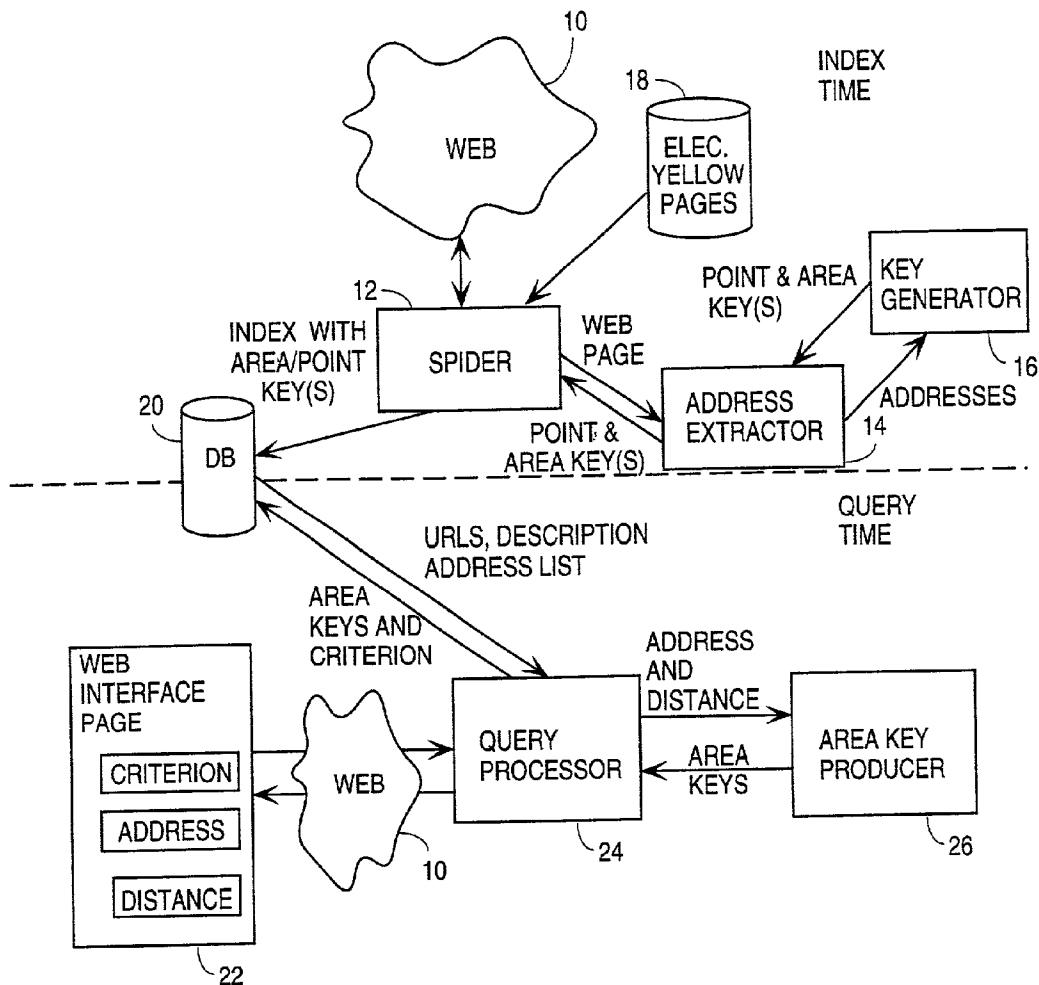 10
INDEX
TIME
18
WEB
ELEC.
YELLOW
PAGES
12
POINT & AREA
KEY(S)
KEY
GENERATOR
INDEX WITH
AREA/POINT
KEY(S)
SPIDER
WEB
PAGE
16
ADDRESSES
20
ADDRESS
EXTRACTOR
14
DB
POINT &
AREA KEY(S)
QUERY
TIME
URLS, DESCRIPTION
ADDRESS LIST
AREA
KEYS AND
CRITERION
ADDRESS
AND
DISTANCE
WEB
INTERFACE
PAGE
CRITERION
ADDRESS
DISTANCE
WEB
QUERY
PROCESSOR
AREA
KEYS
AREA KEY
PRODUCER
10
24
26
22